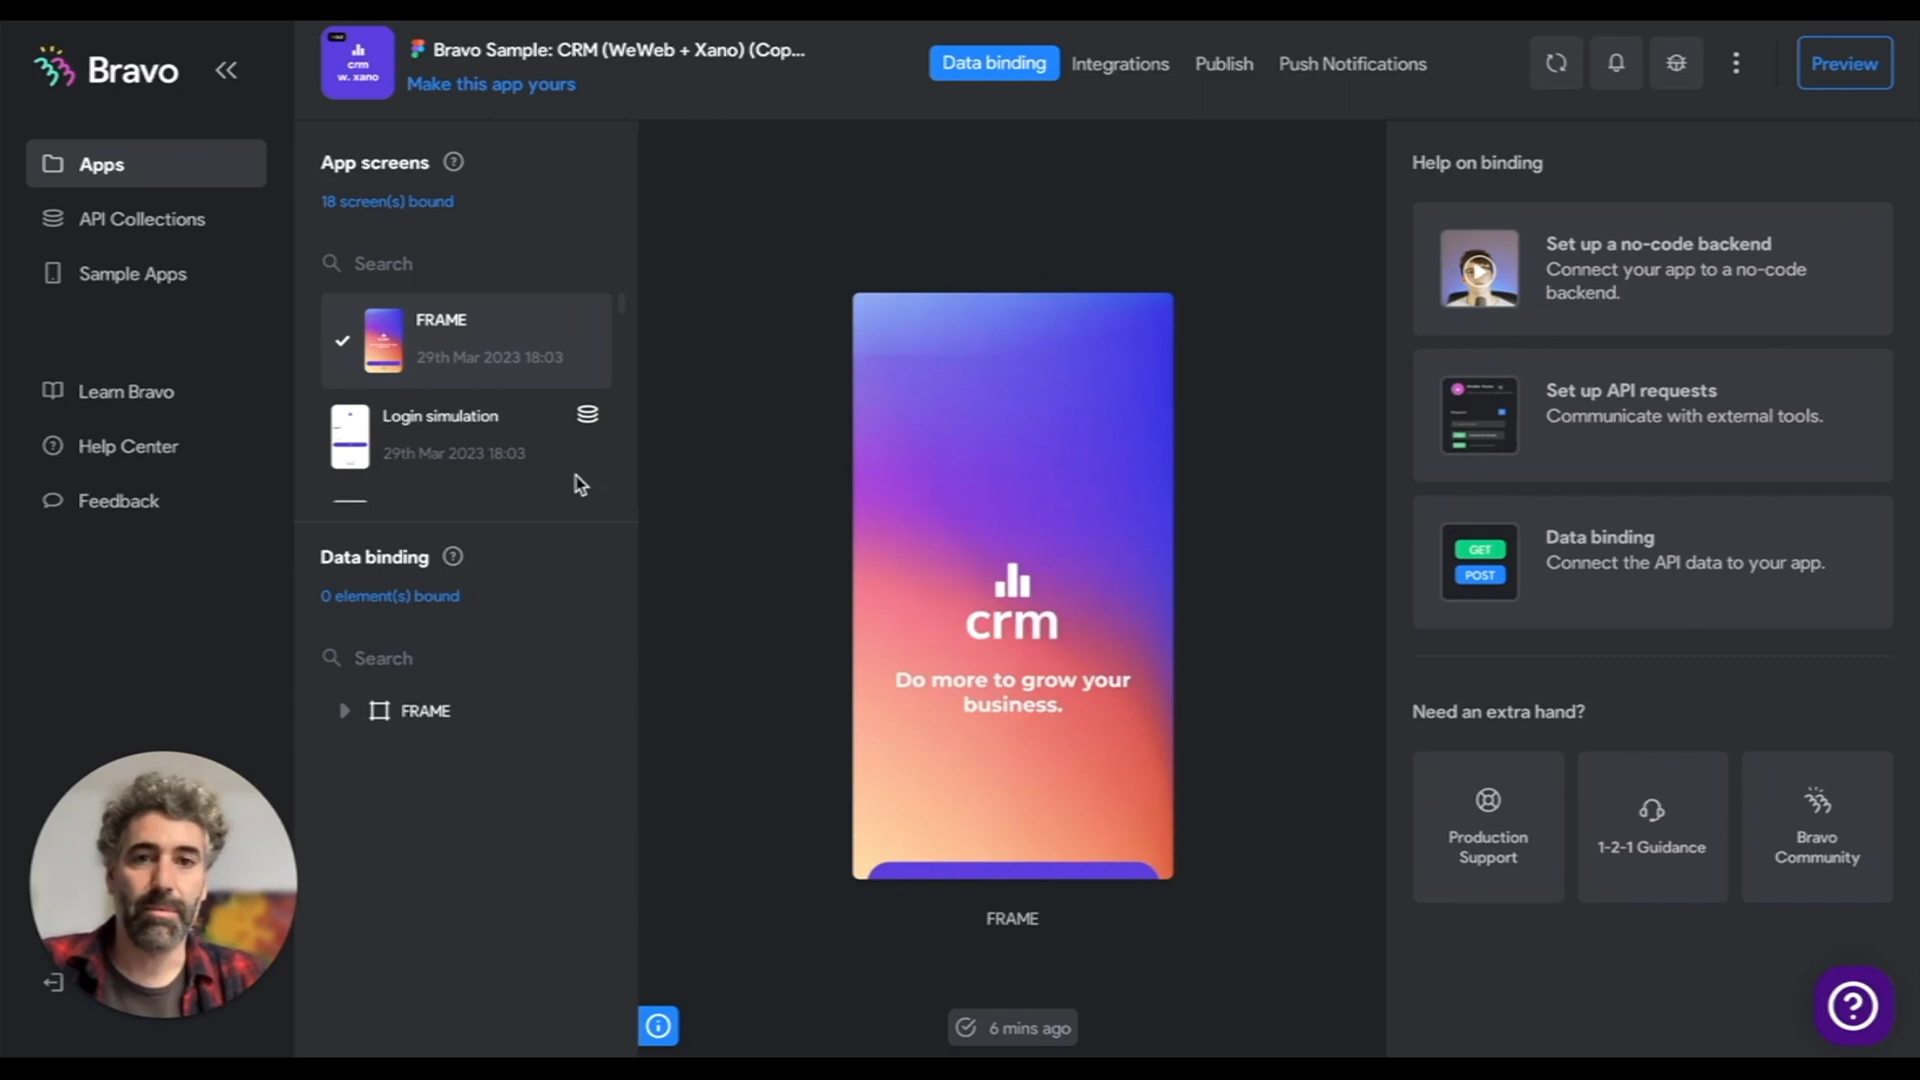 Bravo
Apps
API Collections
Sample Apps
Learn Bravo
Help Center
Feedback
crm
w. xano
Bravo Sample: CRM (WeWeb + Xano) (Cop...
Make this app yours
Data binding
Integrations
Publish
Push Notifications
Preview
App screens
18 screen(s) bound
Search
FRAME
29th Mar 2023 18:03
Login simulation
29th Mar 2023 18:03
Data binding
0 element(s) bound
Search
FRAME
crm
Do more to grow your
business.
FRAME
6 mins ago
Help on binding
Set up a no-code backend
Connect your app to a no-code
backend.
Set up API requests
Communicate with external tools.
GET
POST
Data binding
Connect the API data to your app.
Need an extra hand?
Production
Support
1-2-1 Guidance
Bravo
Community